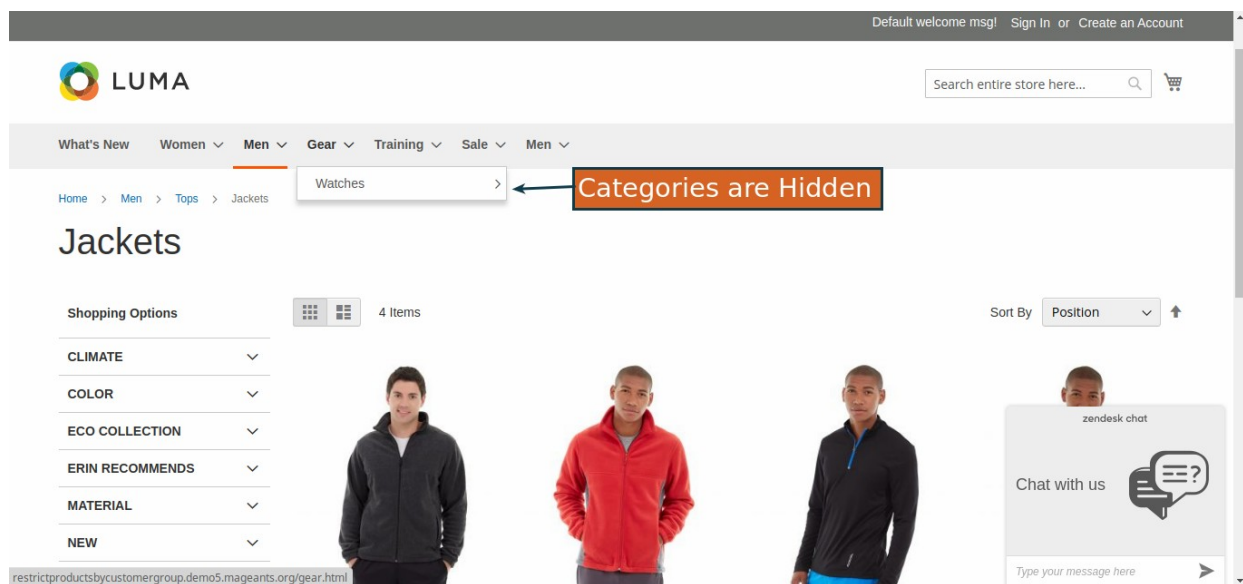 Default welcome msg! Sign In or Create an Account
LUMA
Search entire store here...
What's New Women Men Gear Training Sale Men
Watches
Categories are Hidden
Home > Men > Tops > Jackets
Jackets
Shopping Options
4 Items
Sort By Position
CLIMATE
COLOR
ECO COLLECTION
ERIN RECOMMENDS
MATERIAL
NEW
zendesk chat
==?
Chat with us
Type your message here
restrictproductsbycustomergroup.demo5.mageants.org/gear.html